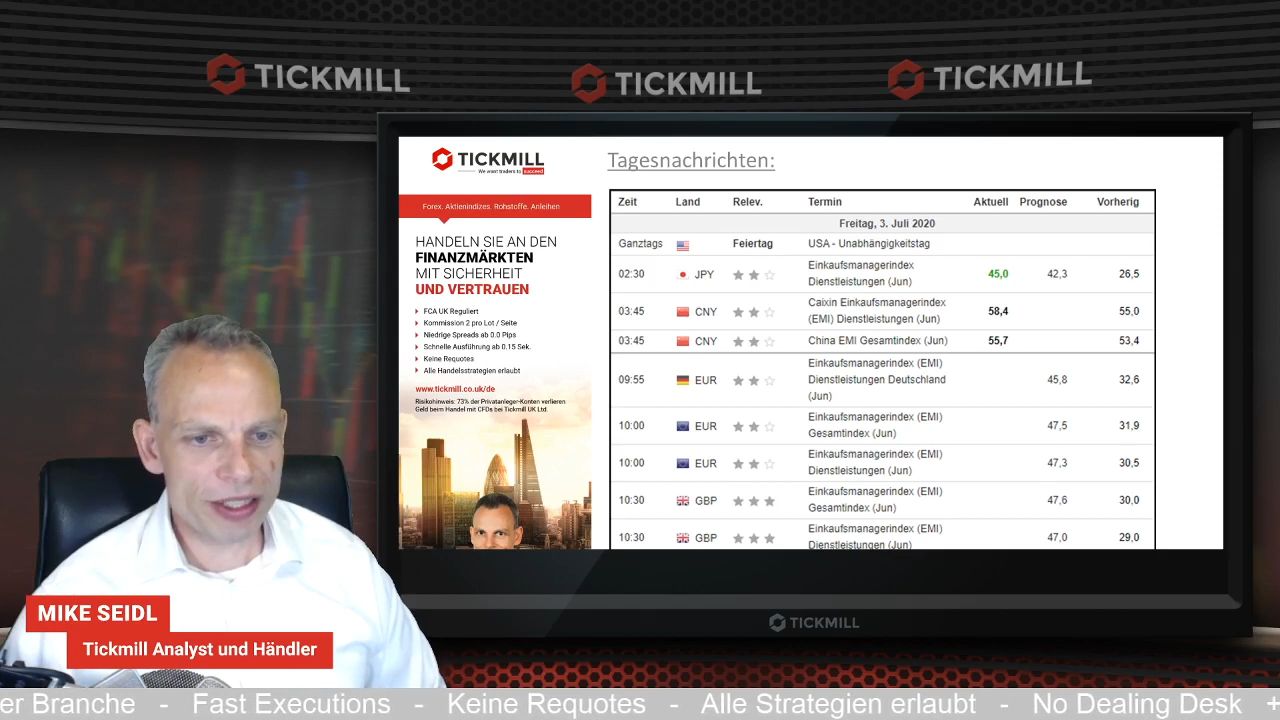 TICKMILL
TICKMILL
TICKMILL
TICKMILL
We want traders to succeed
Forex. Aktienindizes. Rohstoffe. Anleihen
HANDELN SIE AN DEN
FINANZMÄRKTEN
MIT SICHERHEIT
UND VERTRAUEN
FCA UK Reguliert
Kommission 2 pro Lot / Seite
Niedrige Spreads ab 0.0 Pips
Schnelle Ausführung ab 0.15 Sek.
Keine Requotes
Alle Handelsstrategien erlaubt
www.tickmill.co.uk/de
Risikohinweis: 73% der Privatanleger-Konten verlieren
Geld beim Handel mit CFDs bei Tickmill UK Ltd.
Tagesnachrichten:
Zeit Land Relev. Termin Aktuell Prognose Vorherig
Freitag, 3. Juli 2020
Ganztags Feiertag USA - Unabhängigkeitstag
02:30 JPY Einkaufsmanagerindex
Dienstleistungen (Jun) 45,0 42,3 26,5
03:45 CNY Caixin Einkaufsmanagerindex
(EMI) Dienstleistungen (Jun) 58,4 55,0
03:45 CNY China EMI Gesamtindex (Jun) 55,7 53,4
09:55 EUR Einkaufsmanagerindex (EMI)
Dienstleistungen Deutschland
(Jun) 45,8 32,6
10:00 EUR Einkaufsmanagerindex (EMI)
Gesamtindex (Jun) 47,5 31,9
10:00 EUR Einkaufsmanagerindex (EMI)
Dienstleistungen (Jun) 47,3 30,5
10:30 GBP Einkaufsmanagerindex (EMI)
Gesamtindex (Jun) 47,6 30,0
10:30 GBP Einkaufsmanagerindex (EMI)
Dienstleistungen (Jun) 47,0 29,0
TICKMILL
MIKE SEIDL
Tickmill Analyst und Händler
er Branche - Fast Executions - Keine Requotes - Alle Strategien erlaubt - No Dealing Desk +